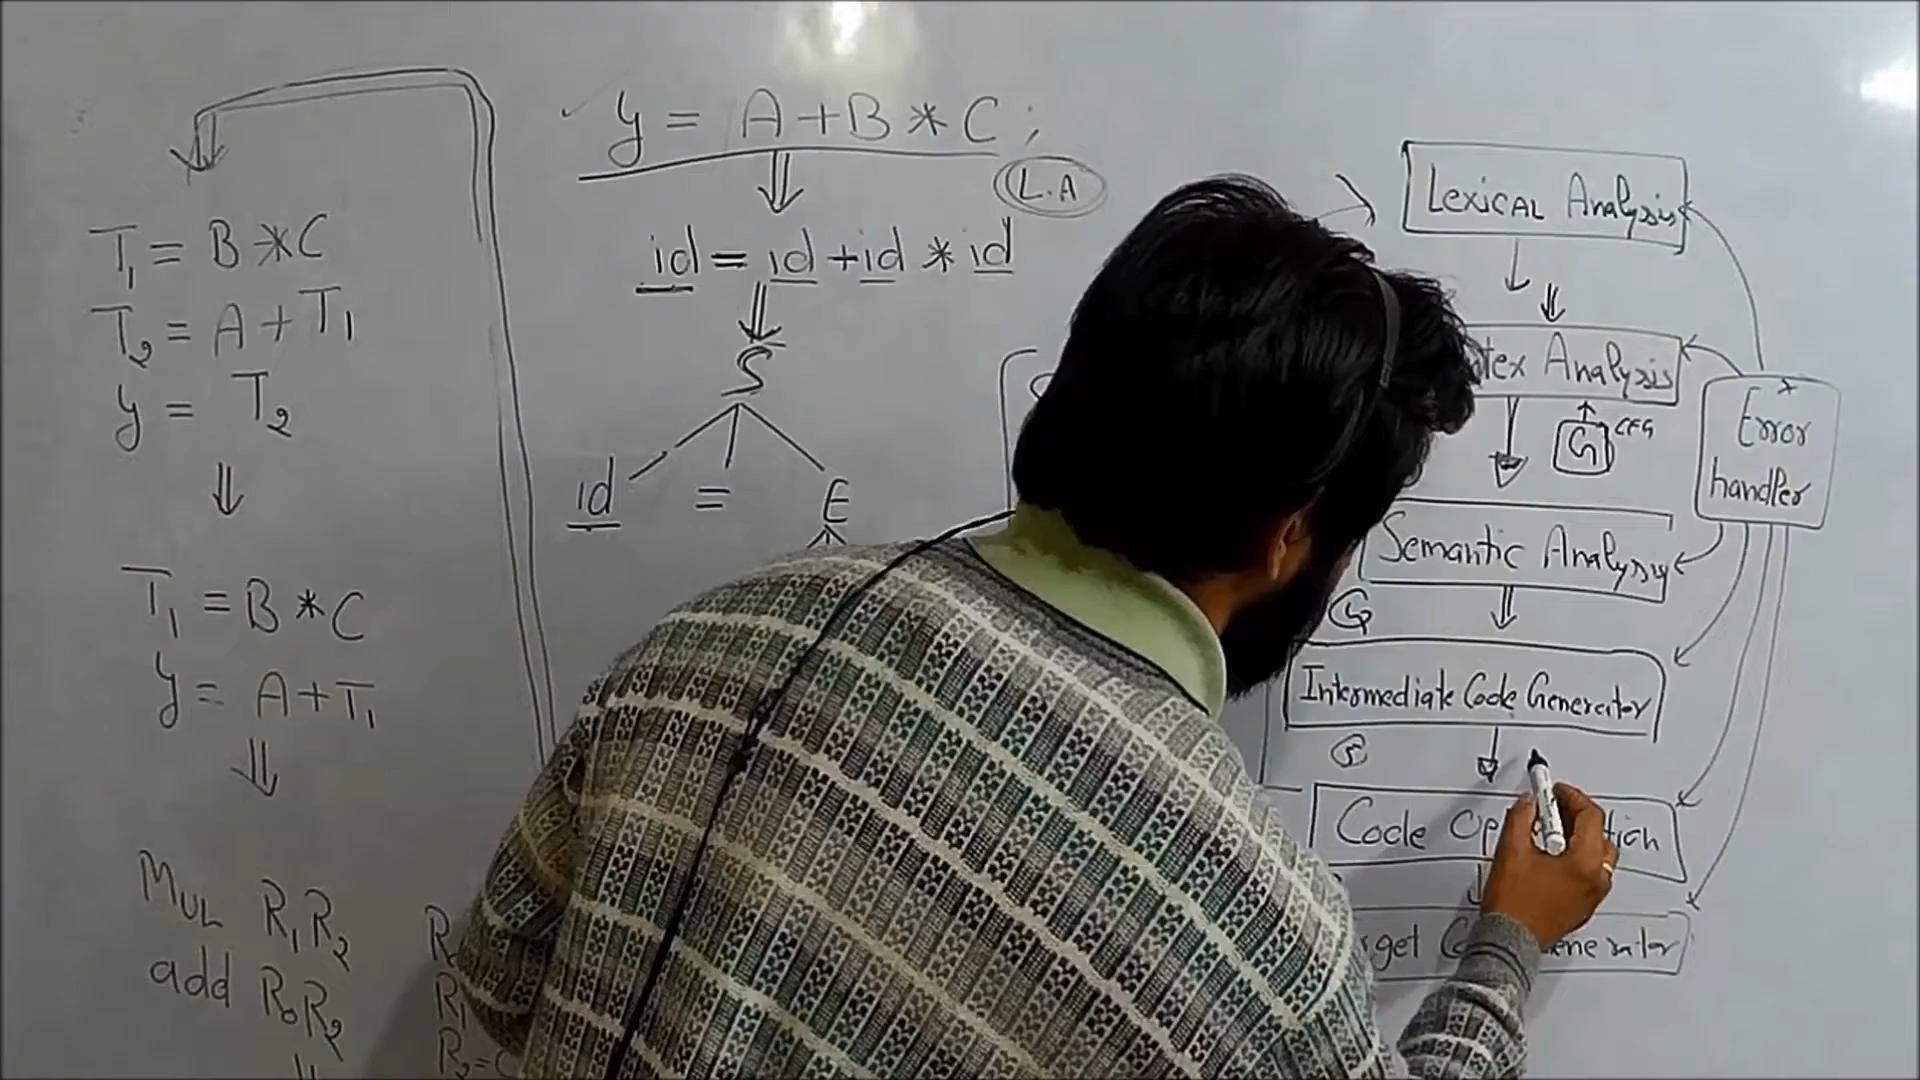 y = A + B * C ;
L.A
id = id + id * id
S
id = E
T1 = B * C
T2 = A + T1
y = T2
T1 = B * C
y = A + T1
MUL R1 R2
add R0 R2
R2 =
Lexical Analysis
Analysis
G CFG
Semantic Analysis
Intermediate Code Generator
Code
Error
handler